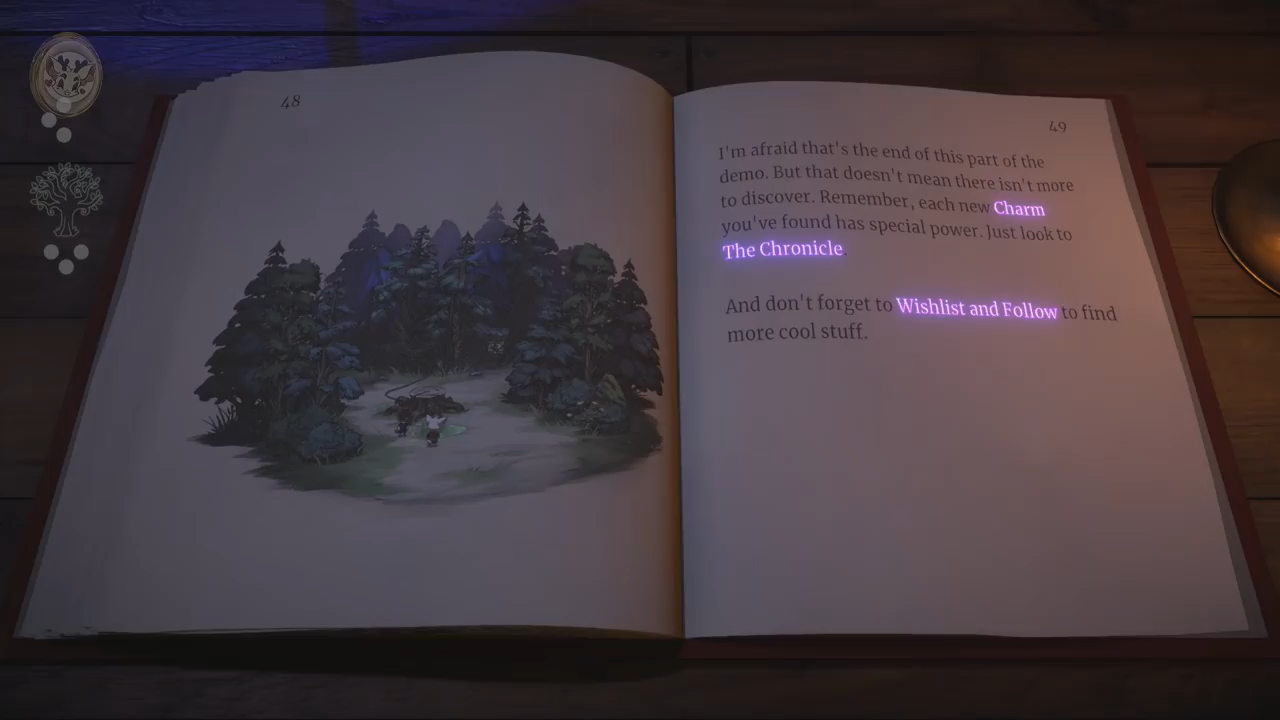 48
49
I'm afraid that's the end of this part of the
demo. But that doesn't mean there isn't more
to discover. Remember, each new Charm
you've found has special power. Just look to
The Chronicle.
And don't forget to Wishlist and Follow to find
more cool stuff.